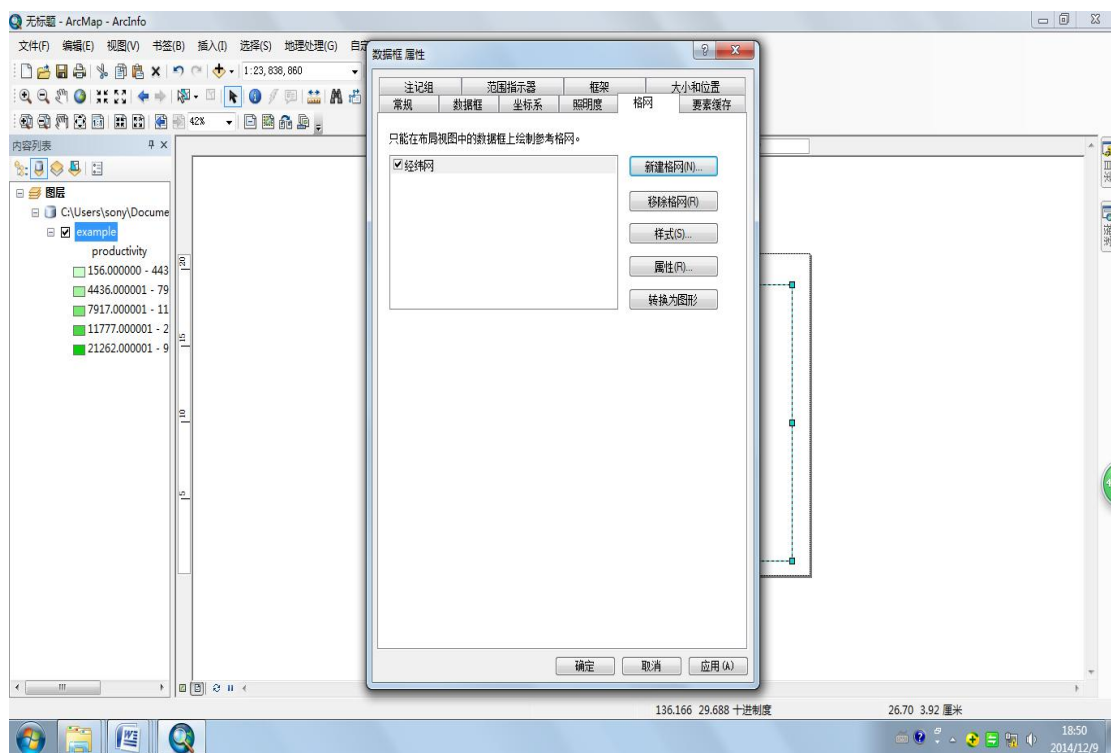 无标题 - ArcMap - ArcInfo
文件(F) 编辑(E) 视图(V) 书签(B) 插入(I) 选择(S) 地理处理(G) 自
1:23,838,860
42%
内容列表
图层
C:\Users\sony\Docume
example
productivity
156.000000 - 443
4436.000001 - 79
7917.000001 - 11
11777.000001 - 2
21262.000001 - 9
20
15
10
5
数据框 属性
注记组 范围指示器 框架 大小和位置
常规 数据框 坐标系 照明度 格网 要素缓存
只能在布局视图中的数据框上绘制参考格网。
经纬网
新建格网(N)...
移除格网(R)
样式(S)...
属性(R)...
转换为图形
确定 取消 应用(A)
136.166 29.688 十进制度 26.70 3.92 厘米
18:50
2014/12/9